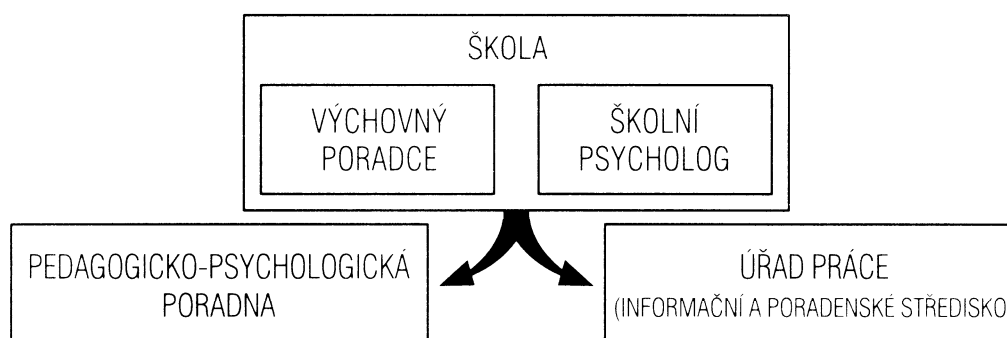 ŠKOLA
VÝCHOVNÝ
PORADCE
ŠKOLNÍ
PSYCHOLOG
PEDAGOGICKO-PSYCHOLOGICKÁ
PORADNA
ÚŘAD PRÁCE
(INFORMAČNÍ A PORADENSKÉ STŘEDISKO